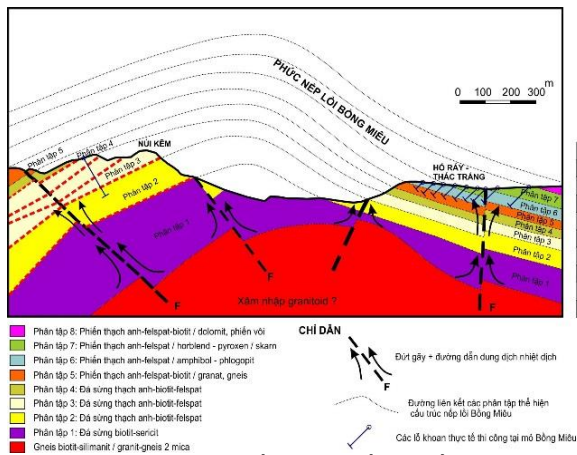 PHỨC NẾP LỒI BỒNG MIÊU
m
0 100 200 300
Phân tập 5
Phân tập 4
NÚI KẼM
Phân tập 3
Phân tập 2
Phân tập 1
HỐ RÁY -
THÁC TRẮNG
Phân tập 7
Phân tập 6
Phân tập 5
Phân tập 4
Phân tập 3
Phân tập 2
Phân tập 1
F
F
F
Xâm nhập granitoid ?
Phân tập 8: Phiến thạch anh-felspat-biotit / dolomit, phiến vôi
Phân tập 7: Phiến thạch anh-felspat / horblend - pyroxen / skarn
Phân tập 6: Phiến thạch anh-felspat / amphibol - phlogopit
Phân tập 5: Phiến thạch anh-felspat-biotit / granat, gneis
Phân tập 4: Đá sừng thạch anh-biotit-felspat
Phân tập 3: Đá sừng thạch anh-biotit-felspat
Phân tập 2: Đá sừng thạch anh-biotit-felspat
Phân tập 1: Đá sừng biotit-sericit
Gneis biotit-silimanit / granit-gneis 2 mica
CHỈ DẪN
Đứt gãy + đường dẫn dung dịch nhiệt dịch
F
Đường liên kết các phân tập thể hiện
cấu trúc nếp lồi Bồng Miêu
Các lỗ khoan thực tế thi công tại mỏ Bồng Miêu